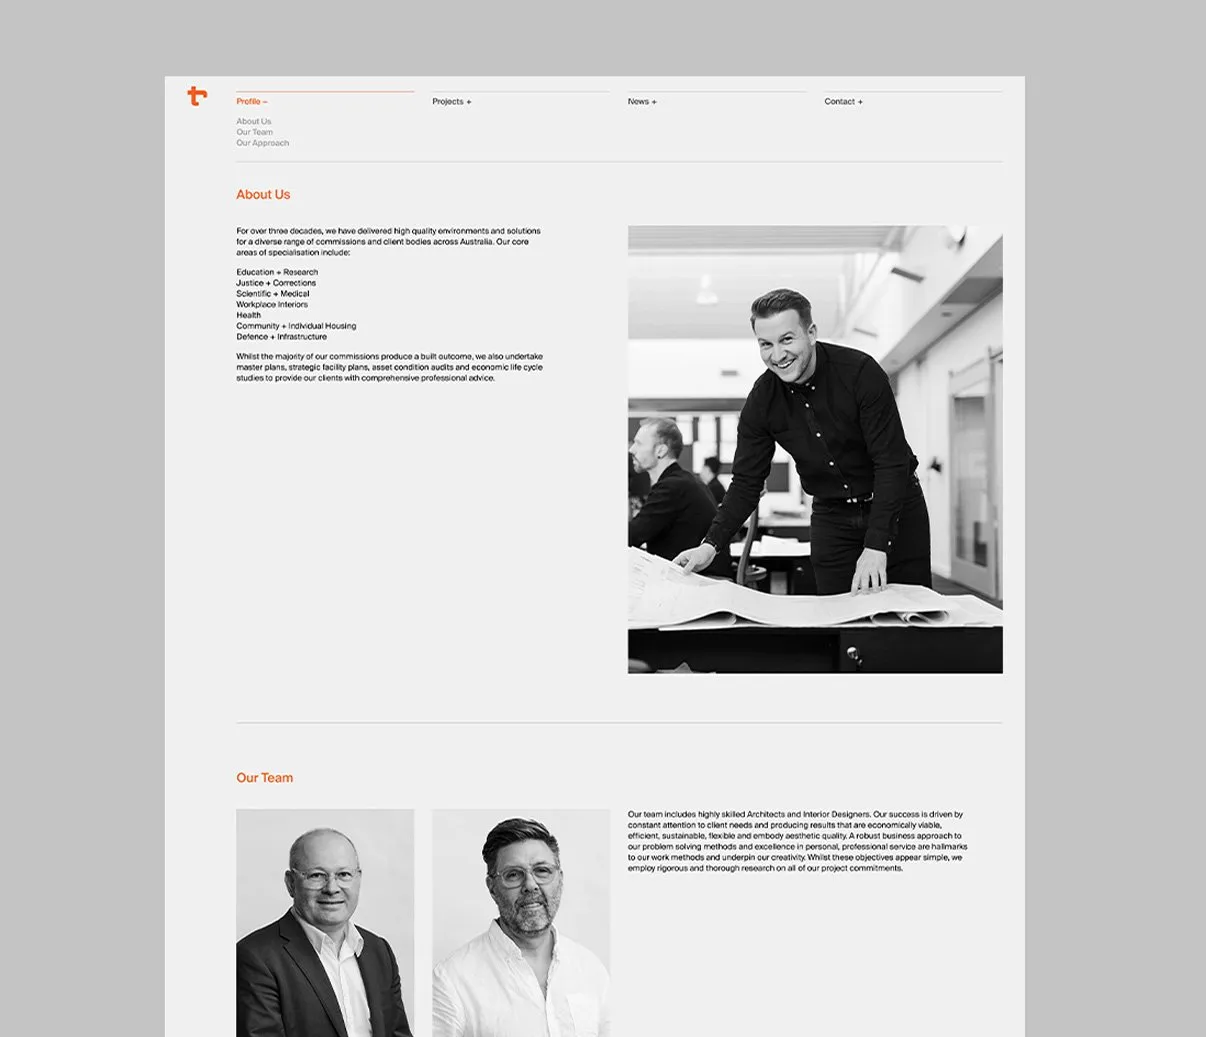 tr
Profile –
Projects +
News +
Contact +
About Us
Our Team
Our Approach
About Us
For over three decades, we have delivered high quality environments and solutions
for a diverse range of commissions and client bodies across Australia. Our core
areas of specialisation include:
Education + Research
Justice + Corrections
Scientific + Medical
Workplace Interiors
Health
Community + Individual Housing
Defence + Infrastructure
Whilst the majority of our commissions produce a built outcome, we also undertake
master plans, strategic facility plans, asset condition audits and economic life cycle
studies to provide our clients with comprehensive professional advice.
Our Team
Our team includes highly skilled Architects and Interior Designers. Our success is driven by
constant attention to client needs and producing results that are economically viable,
efficient, sustainable, flexible and embody aesthetic quality. A robust business approach to
our problem solving methods and excellence in personal, professional service are hallmarks
to our work methods and underpin our creativity. Whilst these objectives appear simple, we
employ rigorous and thorough research on all of our project commitments.